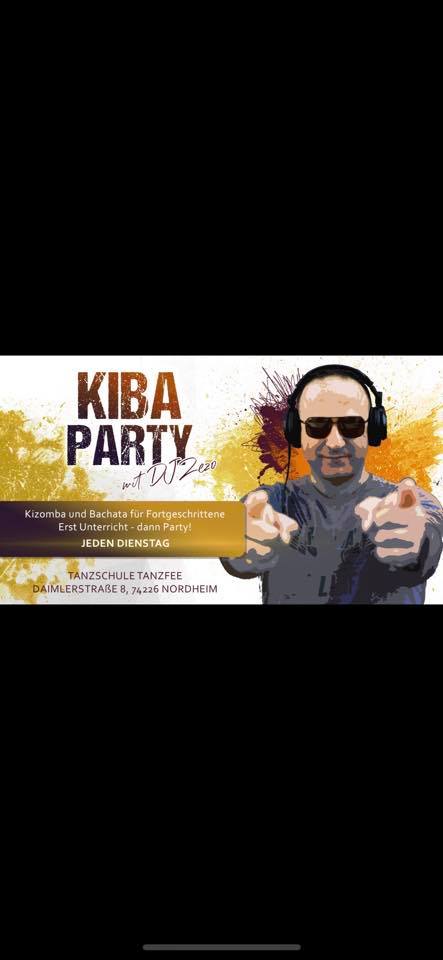 KIBA
PARTY
mit DJ Zezo
Kizomba und Bachata für Fortgeschrittene
Erst Unterricht - dann Party!
JEDEN DIENSTAG
TANZSCHULE TANZFEE
DAIMLERSTRAßE 8, 74226 NORDHEIM